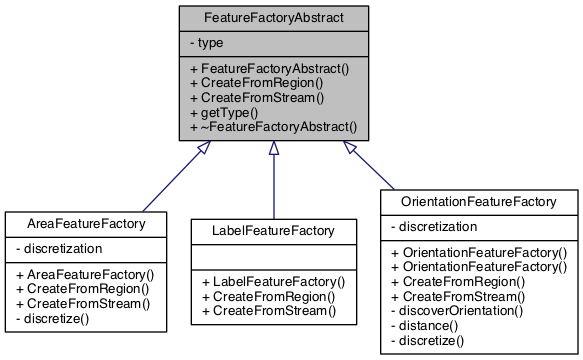 FeatureFactoryAbstract
- type
+ FeatureFactoryAbstract()
+ CreateFromRegion()
+ CreateFromStream()
+ getType()
+ ~FeatureFactoryAbstract()
AreaFeatureFactory
- discretization
+ AreaFeatureFactory()
+ CreateFromRegion()
+ CreateFromStream()
- discretize()
LabelFeatureFactory
+ LabelFeatureFactory()
+ CreateFromRegion()
+ CreateFromStream()
OrientationFeatureFactory
- discretization
+ OrientationFeatureFactory()
+ OrientationFeatureFactory()
+ CreateFromRegion()
+ CreateFromStream()
- discoverOrientation()
- distance()
- discretize()